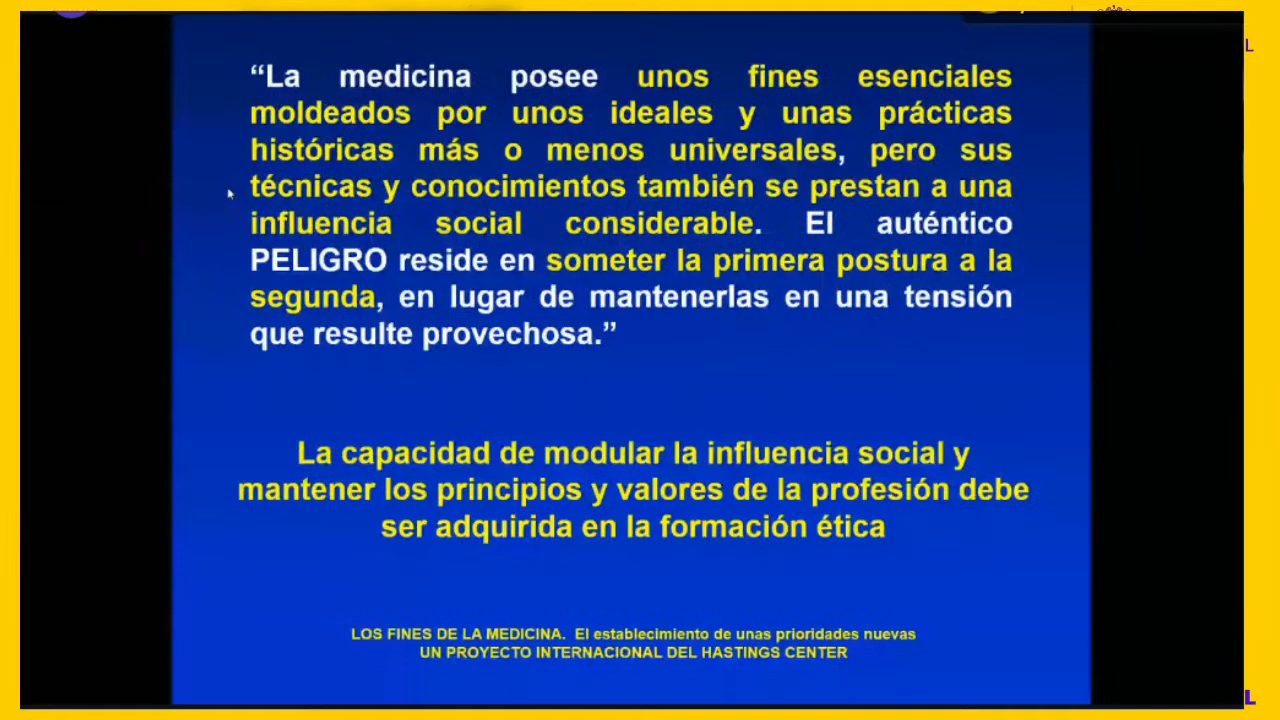 “La medicina posee unos fines esenciales
moldeados por unos ideales y unas prácticas
históricas más o menos universales, pero sus
técnicas y conocimientos también se prestan a una
influencia social considerable. El auténtico
PELIGRO reside en someter la primera postura a la
segunda, en lugar de mantenerlas en una tensión
que resulte provechosa.”
La capacidad de modular la influencia social y
mantener los principios y valores de la profesión debe
ser adquirida en la formación ética
LOS FINES DE LA MEDICINA. El establecimiento de unas prioridades nuevas
UN PROYECTO INTERNACIONAL DEL HASTINGS CENTER
L
L